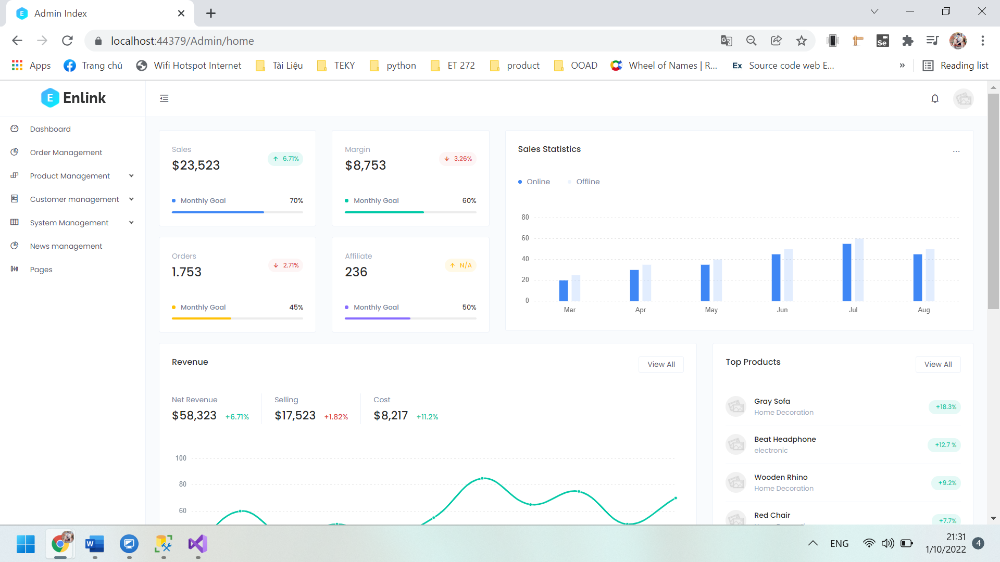 Admin Index
localhost:44379/Admin/home
Apps
Trang chủ
Wifi Hotspot Internet
Tài Liệu
TEKY
python
ET 272
product
OOAD
Wheel of Names | R...
Ex Source code web E...
»
Reading list
E Enlink
Dashboard
Order Management
Product Management
Customer management
System Management
News management
Pages
Sales
$23,523
6.71%
Monthly Goal 70%
Margin
$8,753
3.26%
Monthly Goal 60%
Orders
1.753
2.71%
Monthly Goal 45%
Affiliate
236
N/A
Monthly Goal 50%
Sales Statistics
...
Online Offline
80
60
40
20
0
Mar Apr May Jun Jul Aug
Revenue
View All
Net Revenue
$58,323 +6.71%
Selling
$17,523 +1.82%
Cost
$8,217 +11.2%
100
80
60
Top Products
View All
Gray Sofa
Home Decoration
+18.3%
Beat Headphone
electronic
+12.7 %
Wooden Rhino
Home Decoration
+9.2%
Red Chair
+7.7%
ENG
21:31
1/10/2022
4